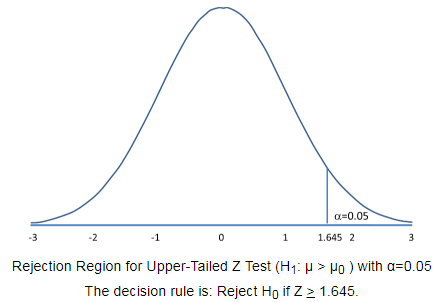 α=0.05
-3 -2 -1 0 1 1.645 2 3
Rejection Region for Upper-Tailed Z Test (H₁: μ > μ₀ ) with α=0.05
The decision rule is: Reject H₀ if Z ≥ 1.645.